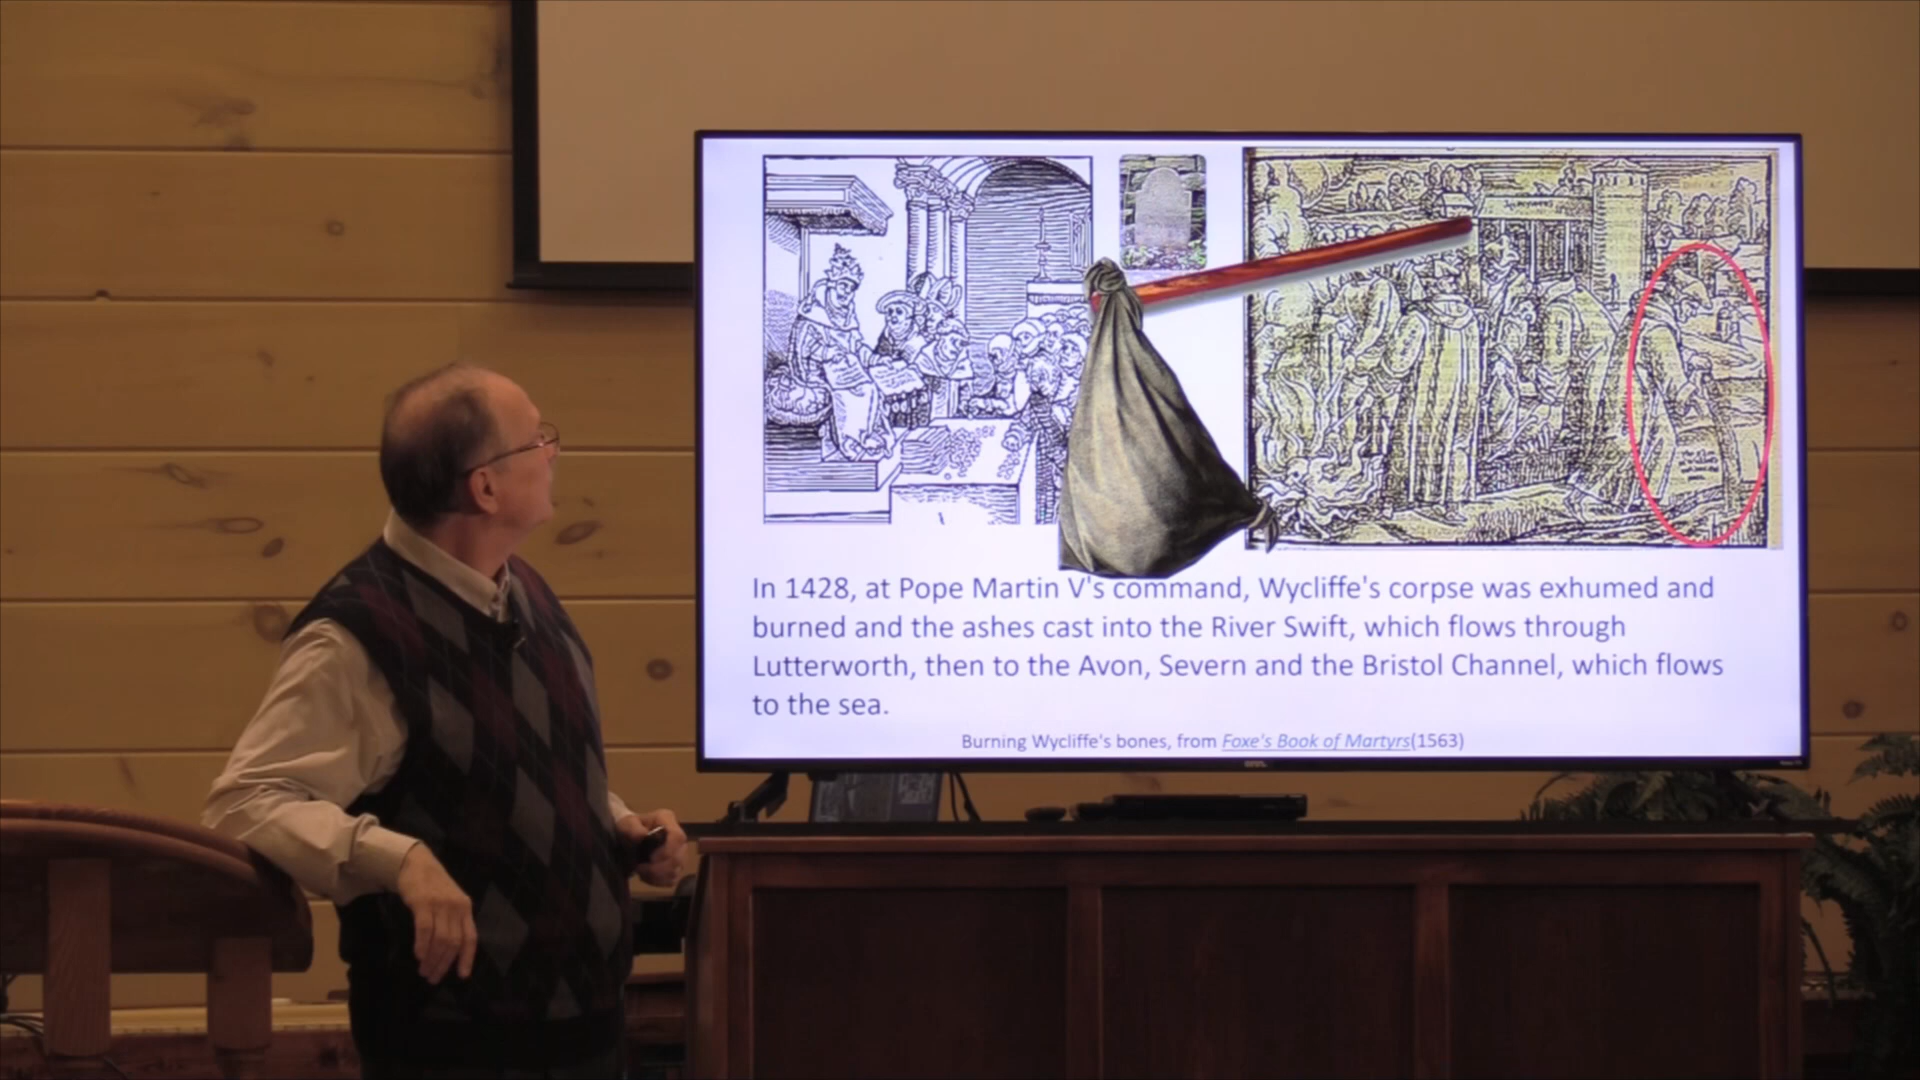 In 1428, at Pope Martin V's command, Wycliffe's corpse was exhumed and
burned and the ashes cast into the River Swift, which flows through
Lutterworth, then to the Avon, Severn and the Bristol Channel, which flows
to the sea.
Burning Wycliffe's bones, from Foxe's Book of Martyrs(1563)